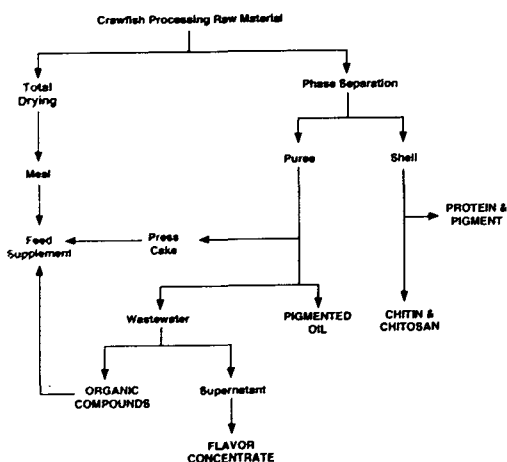 Crawfish Processing Raw Material
Total
Drying
Phase Separation
Puree
Shell
Meal
PROTEIN &
PIGMENT
Feed
Supplement
Press
Cake
Wastewater
PIGMENTED
OIL
CHITIN &
CHITOSAN
ORGANIC
COMPOUNDS
Supernatant
FLAVOR
CONCENTRATE